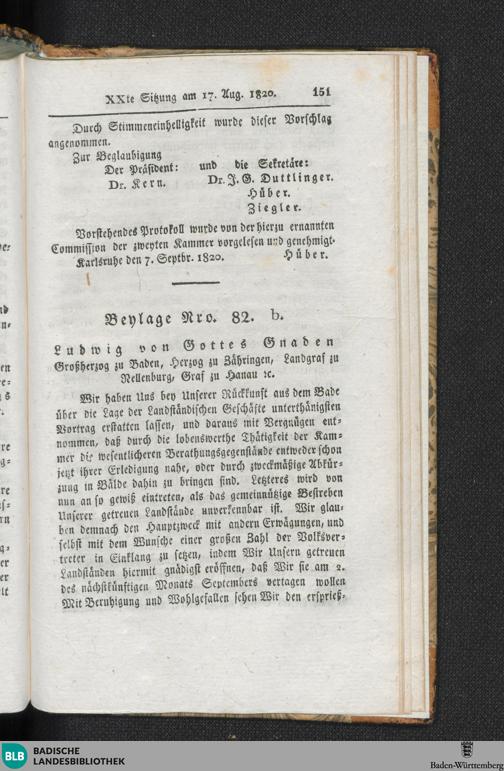 XXte Sitzung am 17. Aug. 1820. 151
Durch Stimmeneinhelligkeit wurde dieser Vorschlag
angenommen.
Zur Beglaubigung
Der Präsident: und die Sekretäre:
Dr. Kern. Dr. J. G. Duttlinger.
Hüber.
Ziegler.
Vorstehendes Protokoll wurde von der hierzu ernannten
Commission der zweyten Kammer vorgelesen und genehmigt.
Karlsruhe den 7. Septbr. 1820. Hüber.
Beylage Nro. 82. b.
Ludwig von Gottes Gnaden
Großherzog zu Baden, Herzog zu Zähringen, Landgraf zu
Nellenburg, Graf zu Hanau ꝛc.
Wir haben Uns bey Unserer Rückkunft aus dem Bade
über die Lage der Landständischen Geschäfte unterthänigsten
Vortrag erstatten lassen, und daraus mit Vergnügen ent-
nommen, daß durch die lobenswerthe Thätigkeit der Kam-
mer die wesentlicheren Berathungsgegenstände entweder schon
jetzt ihrer Erledigung nahe, oder durch zweckmäßige Abkür-
zung in Bälde dahin zu bringen sind. Letzteres wird von
nun an so gewiß eintreten, als das gemeinnützige Bestreben
Unserer getreuen Landstände unverkennbar ist. Wir glau-
ben demnach den Hauptzweck mit andern Erwägungen, und
selbst mit dem Wunsche einer großen Zahl der Volksver-
treter in Einklang zu setzen, indem Wir Unsern getreuen
Landständen hiermit gnädigst eröffnen, daß Wir sie am 2.
des nächstkünftigen Monats Septembers vertagen wollen
Mit Beruhigung und Wohlgefallen sehen Wir den ersprieß-
BLB BADISCHE
LANDESBIBLIOTHEK
Baden-Württemberg